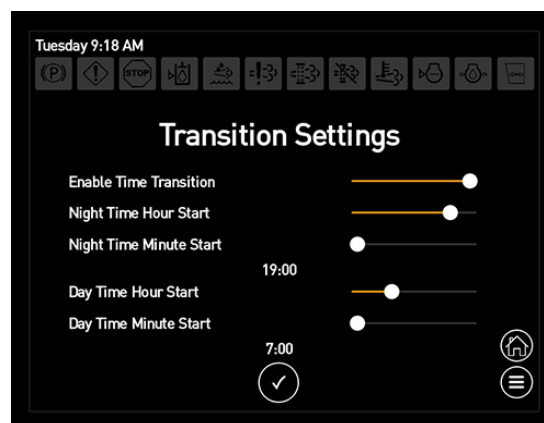 Tuesday 9:18 AM
(P) STOP
Transition Settings
Enable Time Transition
Night Time Hour Start
Night Time Minute Start
19:00
Day Time Hour Start
Day Time Minute Start
7:00